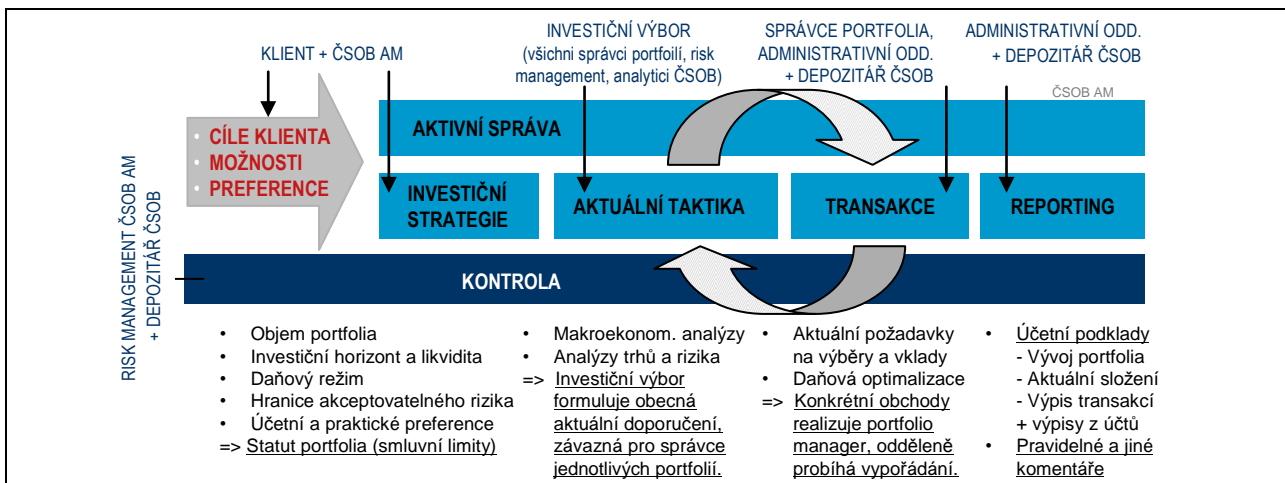 KLIENT + ČSOB AM
INVESTIČNÍ VÝBOR
(všichni správci portfoilí, risk
management, analytici ČSOB)
SPRÁVCE PORTFOLIA,
ADMINISTRATIVNÍ ODD.
+ DEPOZITÁŘ ČSOB
ADMINISTRATIVNÍ ODD.
+ DEPOZITÁŘ ČSOB
ČSOB AM
• CÍLE KLIENTA
• MOŽNOSTI
• PREFERENCE
AKTIVNÍ SPRÁVA
INVESTIČNÍ
STRATEGIE
AKTUÁLNÍ TAKTIKA
TRANSAKCE
REPORTING
RISK MANAGEMENT ČSOB AM
+ DEPOZITÁŘ ČSOB
KONTROLA
• Objem portfolia
• Investiční horizont a likvidita
• Daňový režim
• Hranice akceptovatelného rizika
• Účetní a praktické preference
=> Statut portfolia (smluvní limity)
• Makroekonom. analýzy
• Analýzy trhů a rizika
=> Investiční výbor
formuluje obecná
aktuální doporučení,
závazná pro správce
jednotlivých portfolií.
• Aktuální požadavky
na výběry a vklady
• Daňová optimalizace
=> Konkrétní obchody
realizuje portfolio
manager, odděleně
probíhá vypořádání.
• Účetní podklady
- Vývoj portfolia
- Aktuální složení
- Výpis transakcí
+ výpisy z účtů
• Pravidelné a jiné
komentáře